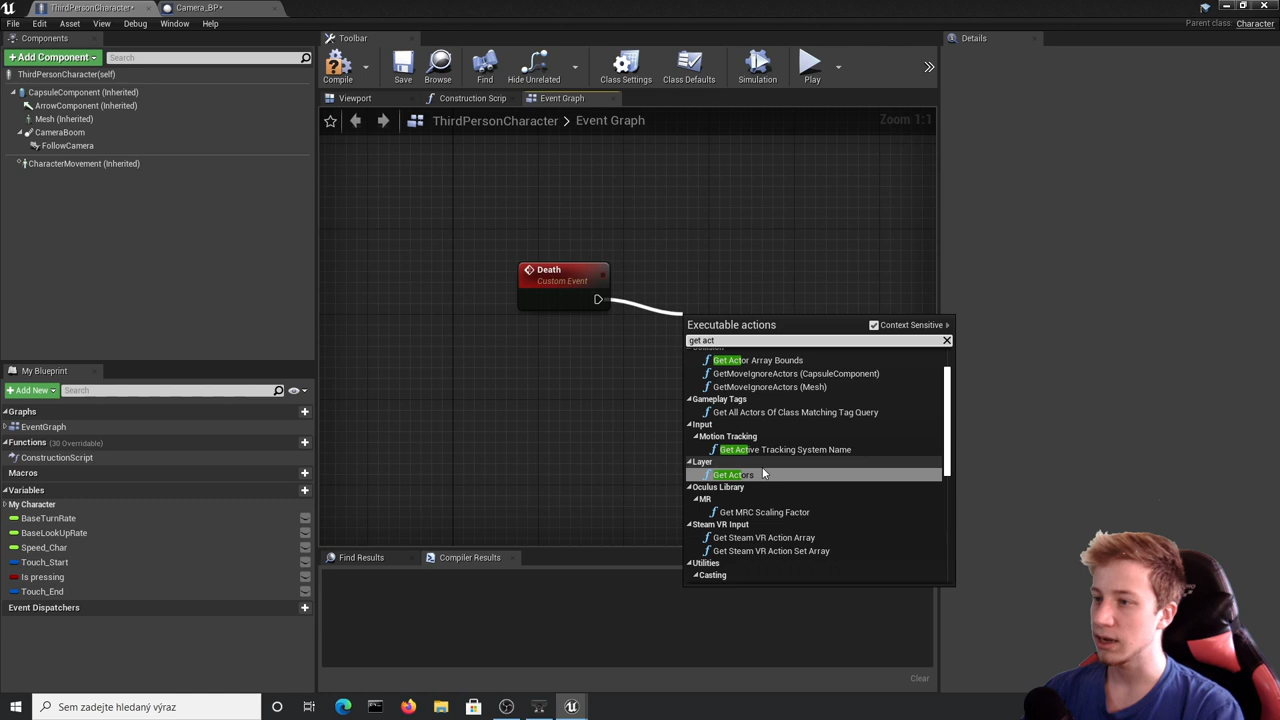 ThirdPersonCharacter*
Camera_BP*
File Edit Asset View Debug Window Help
Parent class: Character
Components
+ Add Component
Search
ThirdPersonCharacter(self)
CapsuleComponent (Inherited)
ArrowComponent (Inherited)
Mesh (Inherited)
CameraBoom
FollowCamera
CharacterMovement (Inherited)
Toolbar
Compile
Save
Browse
Find
Hide Unrelated
Class Settings
Class Defaults
Simulation
Play
Details
Viewport
Construction Scrip
Event Graph
ThirdPersonCharacter > Event Graph
Zoom 1:1
Death
Custom Event
Executable actions
Context Sensitive
get act
Get Actor Array Bounds
GetMoveIgnoreActors (CapsuleComponent)
GetMoveIgnoreActors (Mesh)
Gameplay Tags
Get All Actors Of Class Matching Tag Query
Input
Motion Tracking
Get Active Tracking System Name
Layer
Get Actors
Oculus Library
MR
Get MRC Scaling Factor
Steam VR Input
Get Steam VR Action Array
Get Steam VR Action Set Array
Utilities
Casting
My Blueprint
+ Add New
Search
Graphs
EventGraph
Functions (30 Overridable)
ConstructionScript
Macros
Variables
My Character
BaseTurnRate
BaseLookUpRate
Speed_Char
Touch_Start
Is pressing
Touch_End
Event Dispatchers
Find Results
Compiler Results
Clear
Sem zadejte hledaný výraz